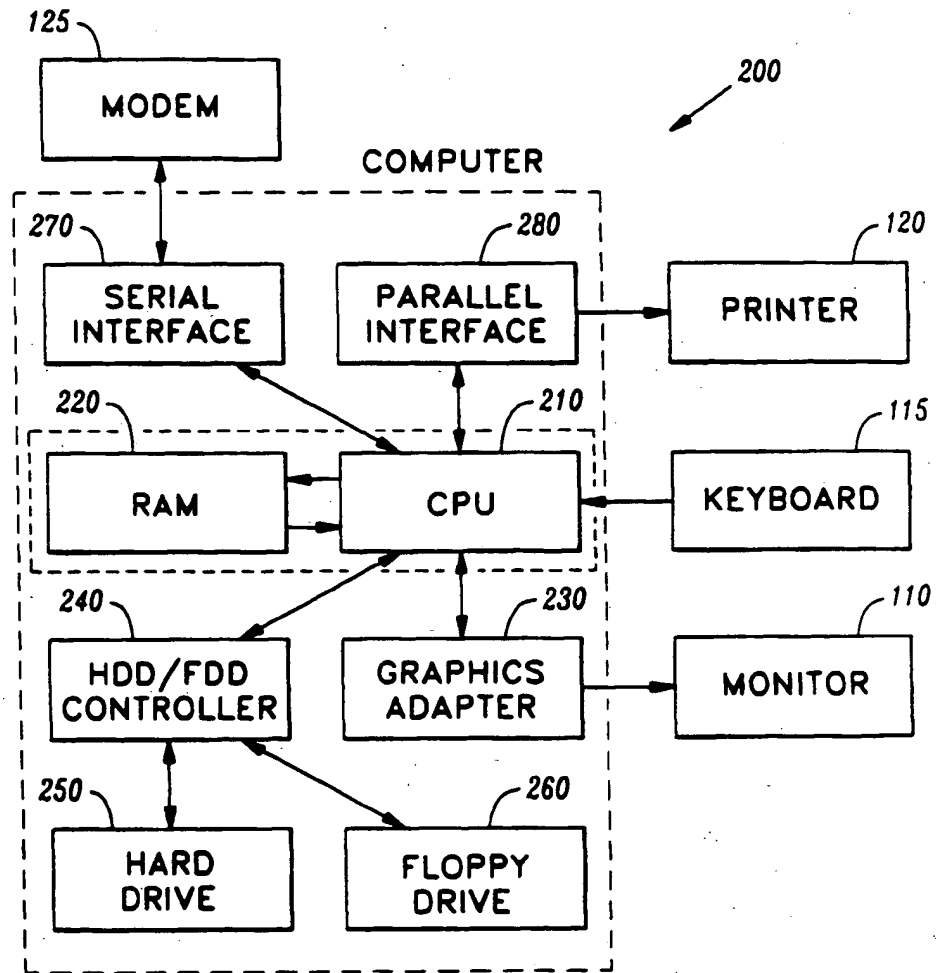 125
MODEM
200
COMPUTER
270
SERIAL
INTERFACE
280
PARALLEL
INTERFACE
120
PRINTER
220
RAM
210
CPU
115
KEYBOARD
240
HDD/FDD
CONTROLLER
230
GRAPHICS
ADAPTER
110
MONITOR
250
HARD
DRIVE
260
FLOPPY
DRIVE